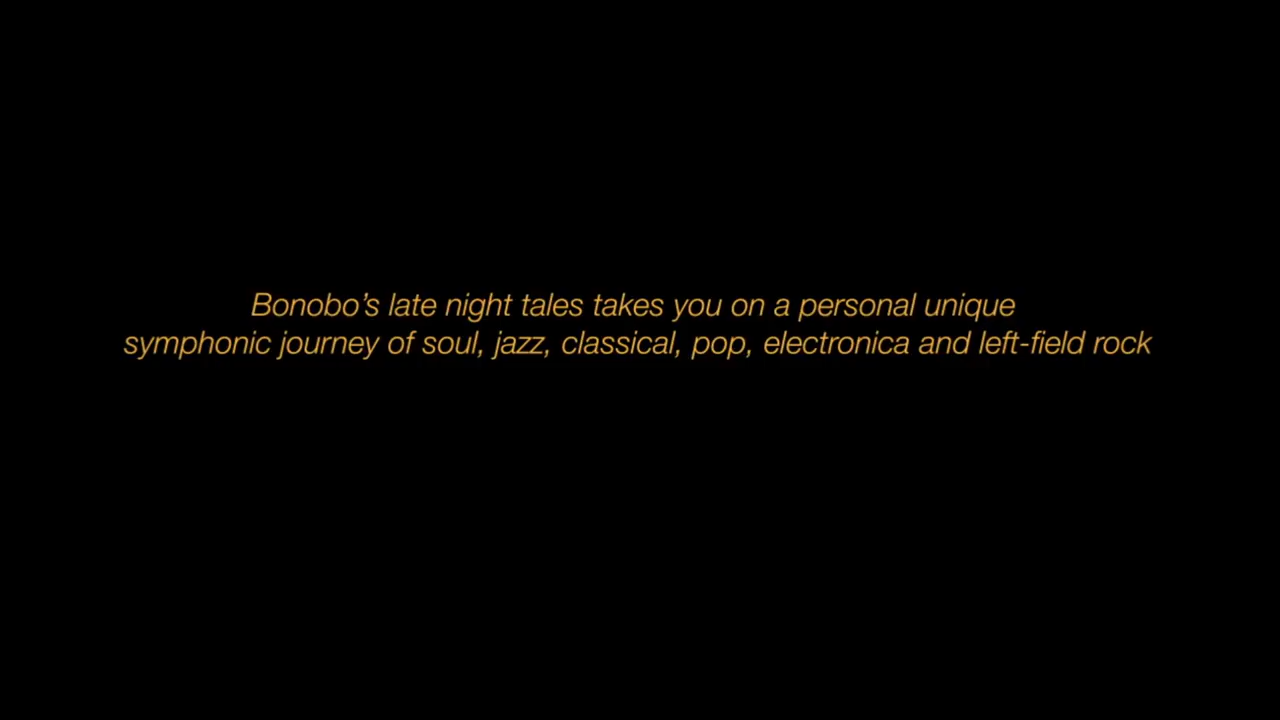 Bonobo’s late night tales takes you on a personal unique
symphonic journey of soul, jazz, classical, pop, electronica and left-field rock